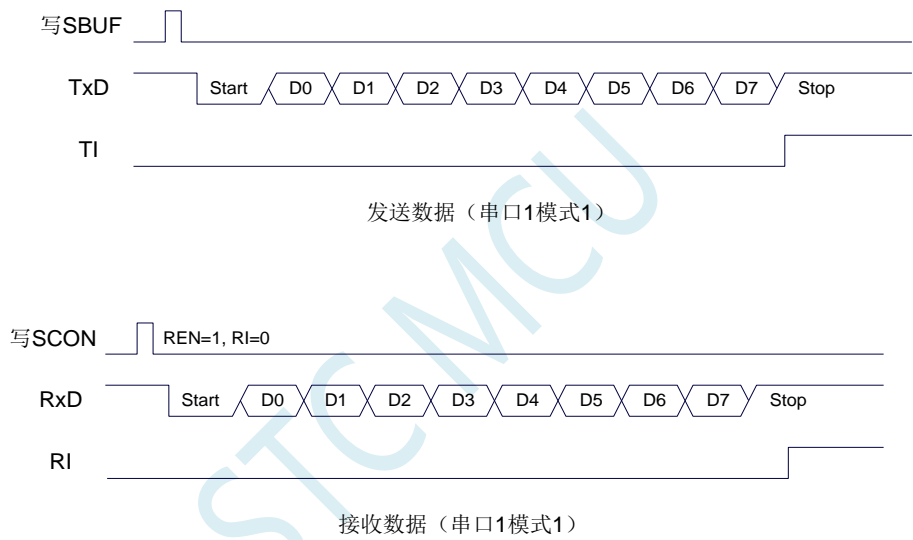 写SBUF
TxD Start D0 D1 D2 D3 D4 D5 D6 D7 Stop
TI
发送数据（串口1模式1）
写SCON REN=1, RI=0
RxD Start D0 D1 D2 D3 D4 D5 D6 D7 Stop
RI
接收数据（串口1模式1）
STC MCU